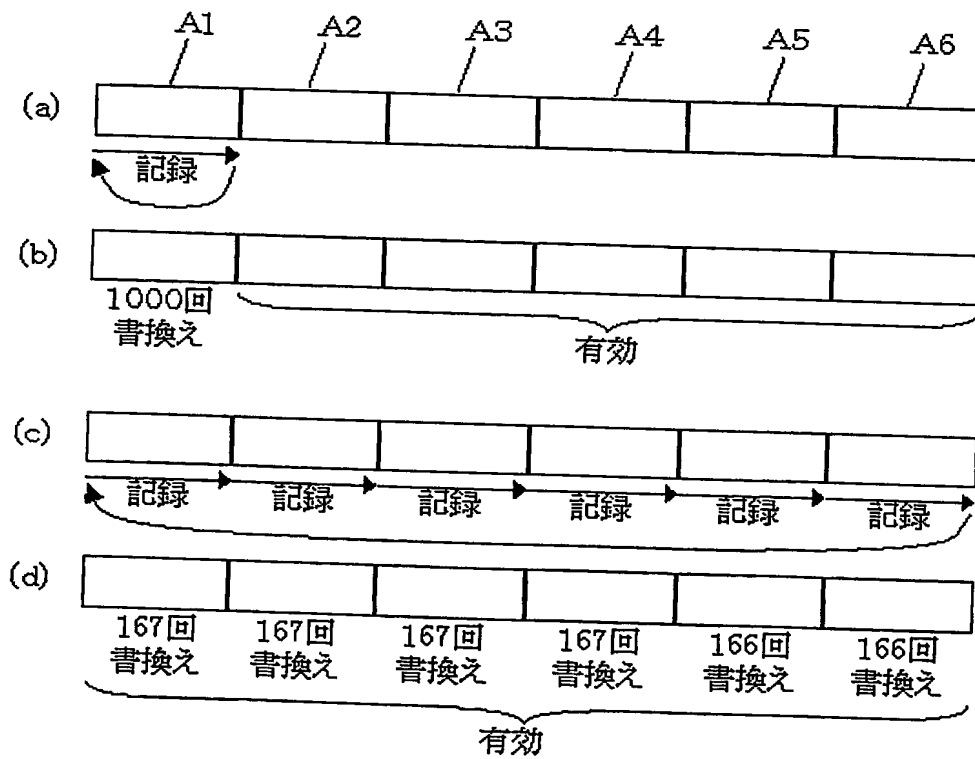 A1 A2 A3 A4 A5 A6
(a)
記録
(b)
1000回
書換え
有効
(c)
記録 記録 記録 記録 記録 記録
(d)
167回 167回 167回 167回 166回 166回
書換え 書換え 書換え 書換え 書換え 書換え
有効